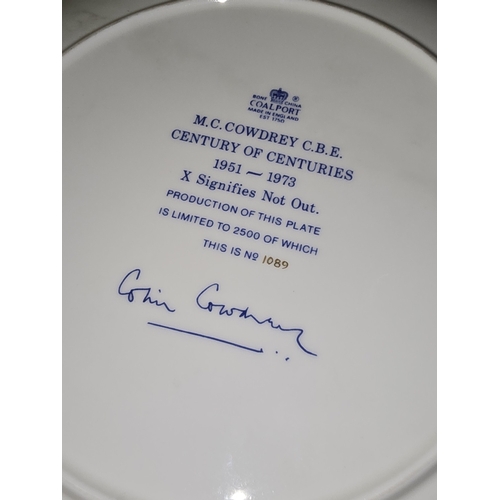 BONE CHINA ®
COALPORT
MADE IN ENGLAND
EST 1750
M.C.COWDREY C.B.E.
CENTURY OF CENTURIES
1951 — 1973
X Signifies Not Out.
PRODUCTION OF THIS PLATE
IS LIMITED TO 2500 OF WHICH
THIS IS Nº 1089
Colin Cowdrey